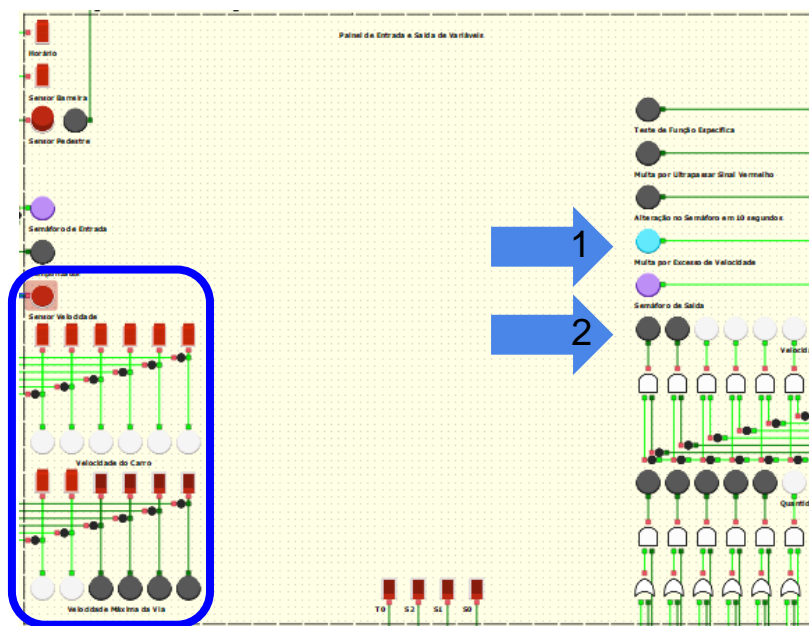 Painel de Entrada e Saída de Variáveis
Horário
Sensor Barreira
Sensor Pedestre
Semáforo de Entrada
Sensor Velocidade
Velocidade do Carro
Velocidade Máxima da Via
Teste de Função Específica
Multa por Ultrapassar Sinal Vermelho
Alteração no Semáforo em 10 segundos
1
Multa por Excesso de Velocidade
Semáforo de Saída
2
T0 S2 S1 S0